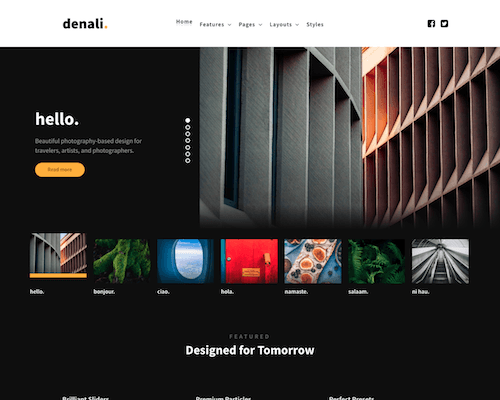 denali.
Home Features Pages Layouts Styles
hello.
Beautiful photography-based design for
travelers, artists, and photographers.
Read more
hello. bonjour. ciao. hola. namaste. salaam. ni hau.
FEATURED
Designed for Tomorrow
Brilliant Sliders Premium Particles Perfect Presets